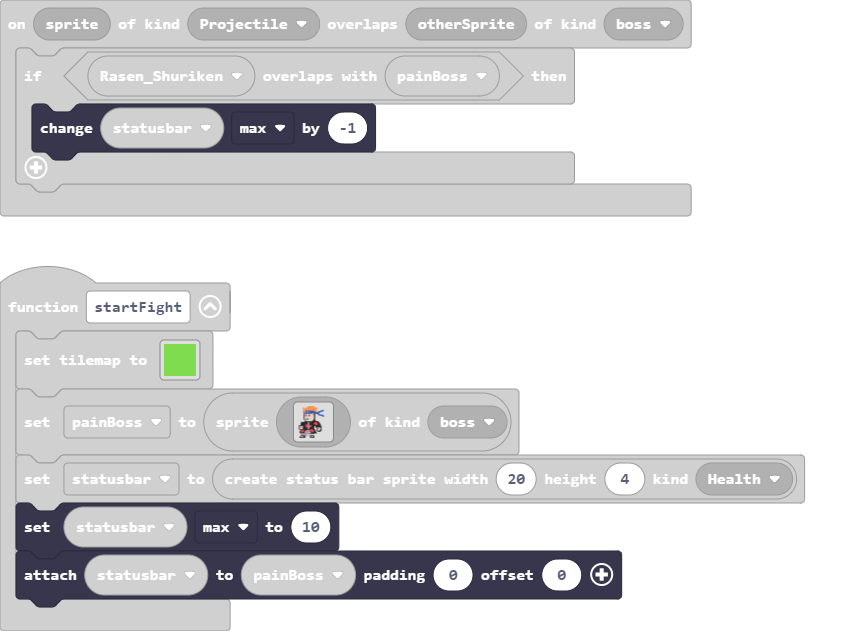 on sprite of kind Projectile overlaps otherSprite of kind boss
if Rasen_Shuriken overlaps with painBoss then
change statusbar max by -1
function startFight
set tilemap to
set painBoss to sprite of kind boss
set statusbar to create status bar sprite width 20 height 4 kind Health
set statusbar max to 10
attach statusbar to painBoss padding 0 offset 0